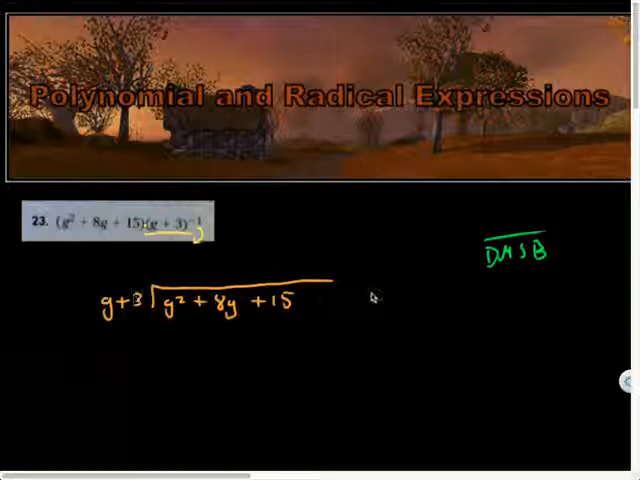 Polynomial and Radical Expressions
23. (g² + 8g + 15)(g + 3)⁻¹
DMSB
g+3 g² + 8g + 15